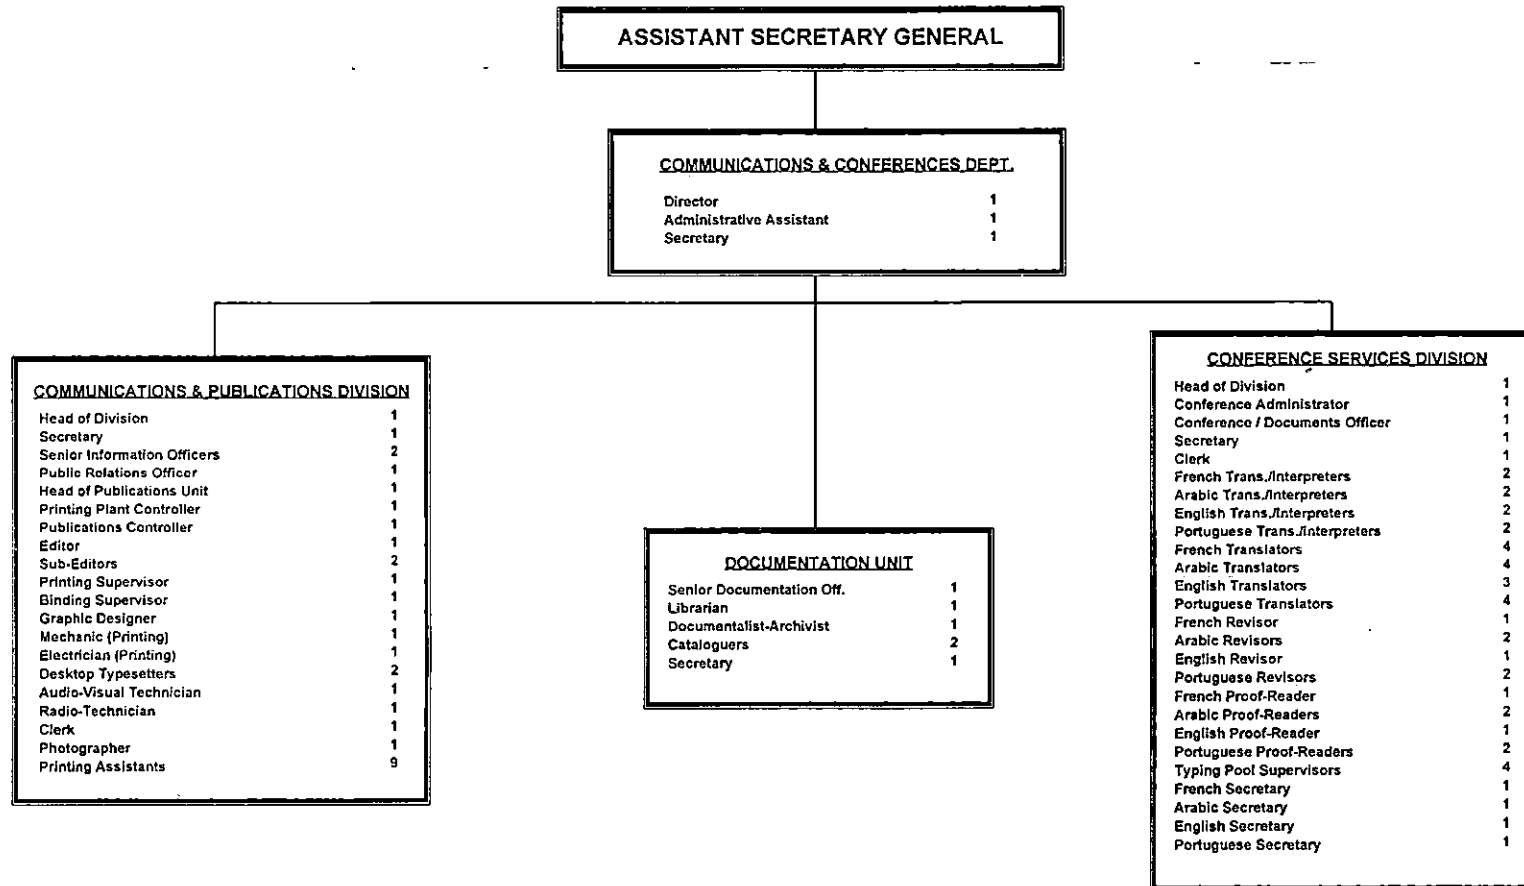 ASSISTANT SECRETARY GENERAL
COMMUNICATIONS & CONFERENCES DEPT.
Director 1
Administrative Assistant 1
Secretary 1
COMMUNICATIONS & PUBLICATIONS DIVISION
Head of Division 1
Secretary 1
Senior Information Officers 2
Public Relations Officer 1
Head of Publications Unit 1
Printing Plant Controller 1
Publications Controller 1
Editor 1
Sub-Editors 2
Printing Supervisor 1
Binding Supervisor 1
Graphic Designer 1
Mechanic (Printing) 1
Electrician (Printing) 1
Desktop Typesetters 2
Audio-Visual Technician 1
Radio-Technician 1
Clerk 1
Photographer 1
Printing Assistants 9
DOCUMENTATION UNIT
Senior Documentation Off. 1
Librarian 1
Documentalist-Archivist 1
Cataloguers 2
Secretary 1
CONFERENCE SERVICES DIVISION
Head of Division 1
Conference Administrator 1
Conference / Documents Officer 1
Secretary 1
Clerk 1
French Trans./Interpreters 2
Arabic Trans./Interpreters 2
English Trans./Interpreters 2
Portuguese Trans./Interpreters 2
French Translators 4
Arabic Translators 4
English Translators 3
Portuguese Translators 4
French Revisor 1
Arabic Revisors 2
English Revisor 1
Portuguese Revisors 2
French Proof-Reader 1
Arabic Proof-Readers 2
English Proof-Reader 1
Portuguese Proof-Readers 2
Typing Pool Supervisors 4
French Secretary 1
Arabic Secretary 1
English Secretary 1
Portuguese Secretary 1